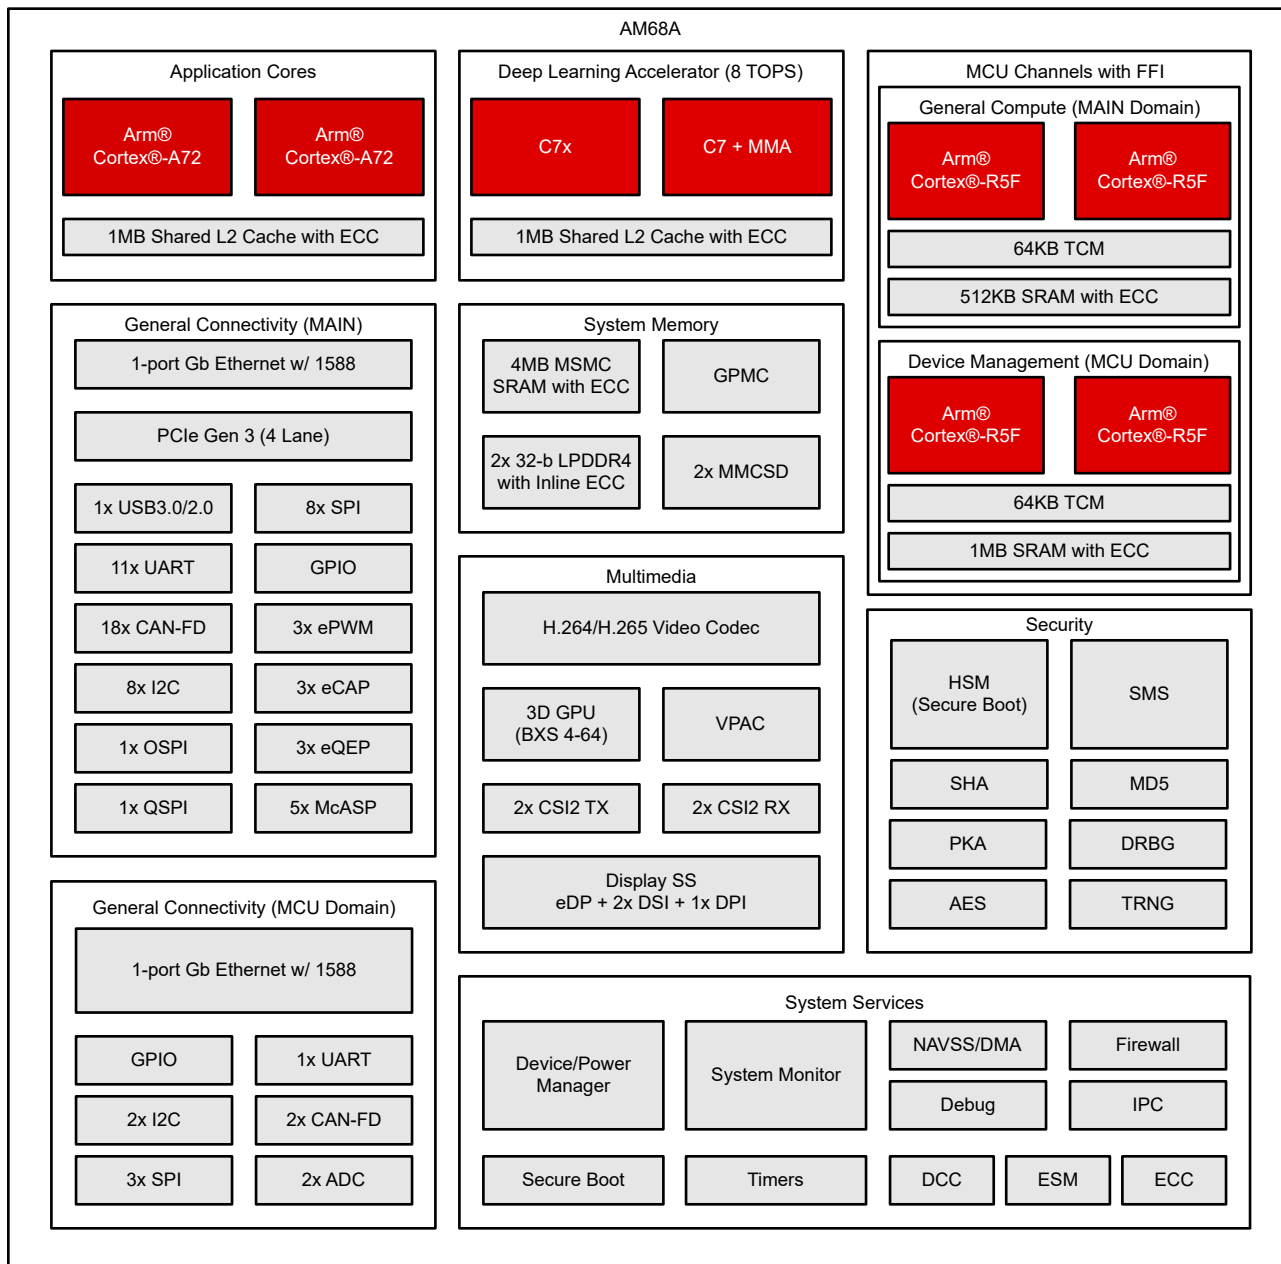 AM68A
Application Cores
Arm®
Cortex®-A72
Arm®
Cortex®-A72
1MB Shared L2 Cache with ECC
Deep Learning Accelerator (8 TOPS)
C7x
C7 + MMA
1MB Shared L2 Cache with ECC
MCU Channels with FFI
General Compute (MAIN Domain)
Arm®
Cortex®-R5F
Arm®
Cortex®-R5F
64KB TCM
512KB SRAM with ECC
Device Management (MCU Domain)
Arm®
Cortex®-R5F
Arm®
Cortex®-R5F
64KB TCM
1MB SRAM with ECC
General Connectivity (MAIN)
1-port Gb Ethernet w/ 1588
PCIe Gen 3 (4 Lane)
1x USB3.0/2.0
8x SPI
11x UART
GPIO
18x CAN-FD
3x ePWM
8x I2C
3x eCAP
1x OSPI
3x eQEP
1x QSPI
5x McASP
System Memory
4MB MSMC
SRAM with ECC
GPMC
2x 32-b LPDDR4
with Inline ECC
2x MMCSD
Multimedia
H.264/H.265 Video Codec
3D GPU
(BXS 4-64)
VPAC
2x CSI2 TX
2x CSI2 RX
Display SS
eDP + 2x DSI + 1x DPI
Security
HSM
(Secure Boot)
SMS
SHA
MD5
PKA
DRBG
AES
TRNG
General Connectivity (MCU Domain)
1-port Gb Ethernet w/ 1588
GPIO
1x UART
2x I2C
2x CAN-FD
3x SPI
2x ADC
System Services
Device/Power
Manager
System Monitor
NAVSS/DMA
Firewall
Debug
IPC
Secure Boot
Timers
DCC
ESM
ECC